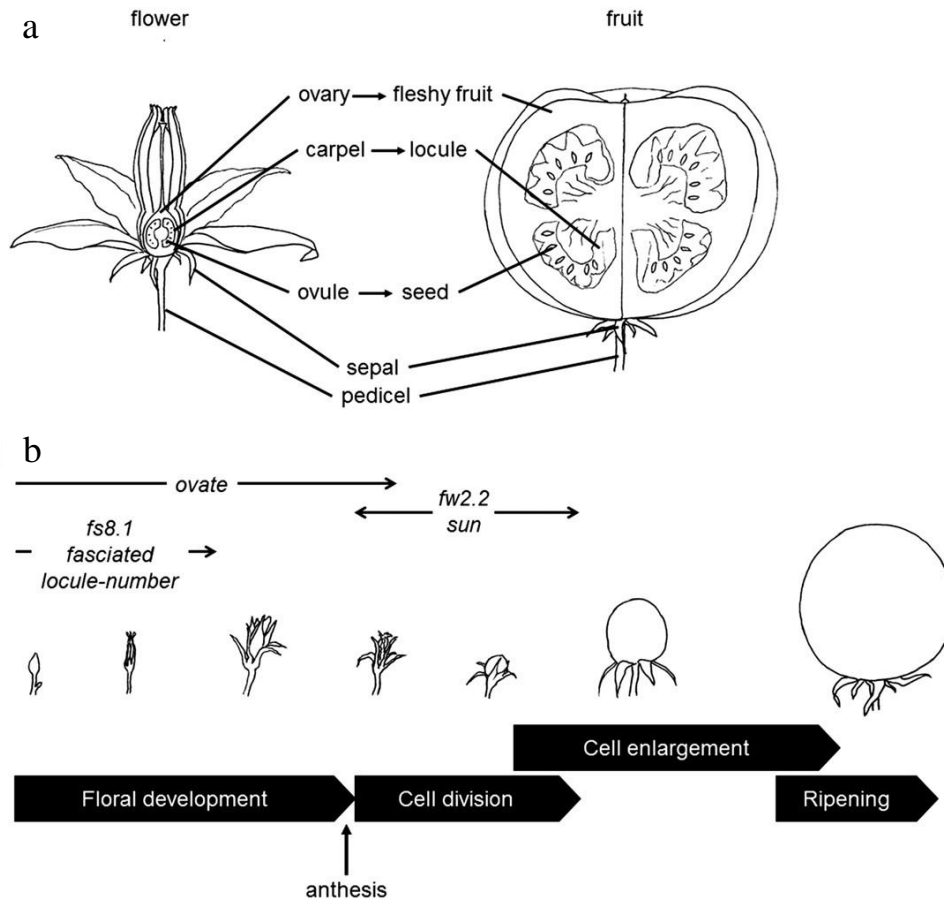 a
flower
fruit
ovary → fleshy fruit
carpel → locule
ovule → seed
sepal
pedicel
b
ovate
fw2.2
sun
fs8.1
fasciated
locule-number
Cell enlargement
Floral development
Cell division
Ripening
anthesis